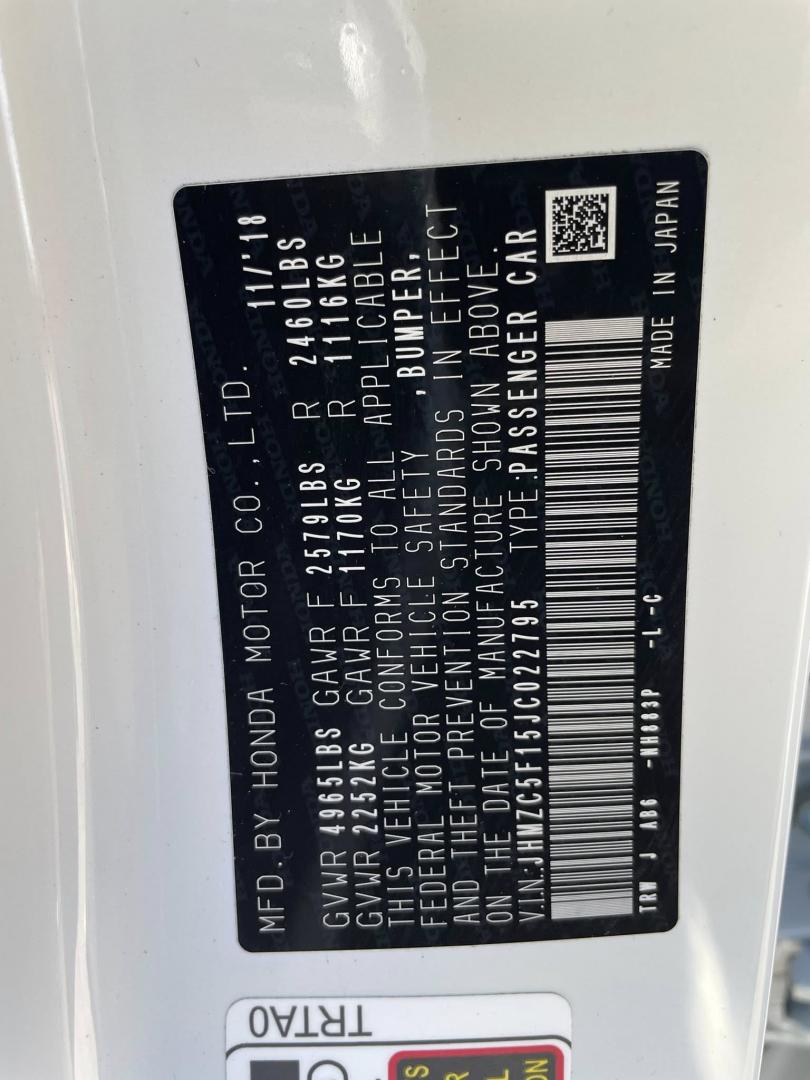 MFD. BY HONDA MOTOR CO., LTD. 11/'18
GVWR 4965LBS GAWR F 2579LBS R 2460LBS
GVWR 2252KG GAWR F 1170KG R 1116KG
THIS VEHICLE CONFORMS TO ALL APPLICABLE
FEDERAL MOTOR VEHICLE SAFETY ,BUMPER,
AND THEFT PREVENTION STANDARDS IN EFFECT
ON THE DATE OF MANUFACTURE SHOWN ABOVE.
V.I.N:JHMZC5F15JC022795 TYPE:PASSENGER CAR
TRW J AB6 -NH883P -L-C MADE IN JAPAN
TRTA0